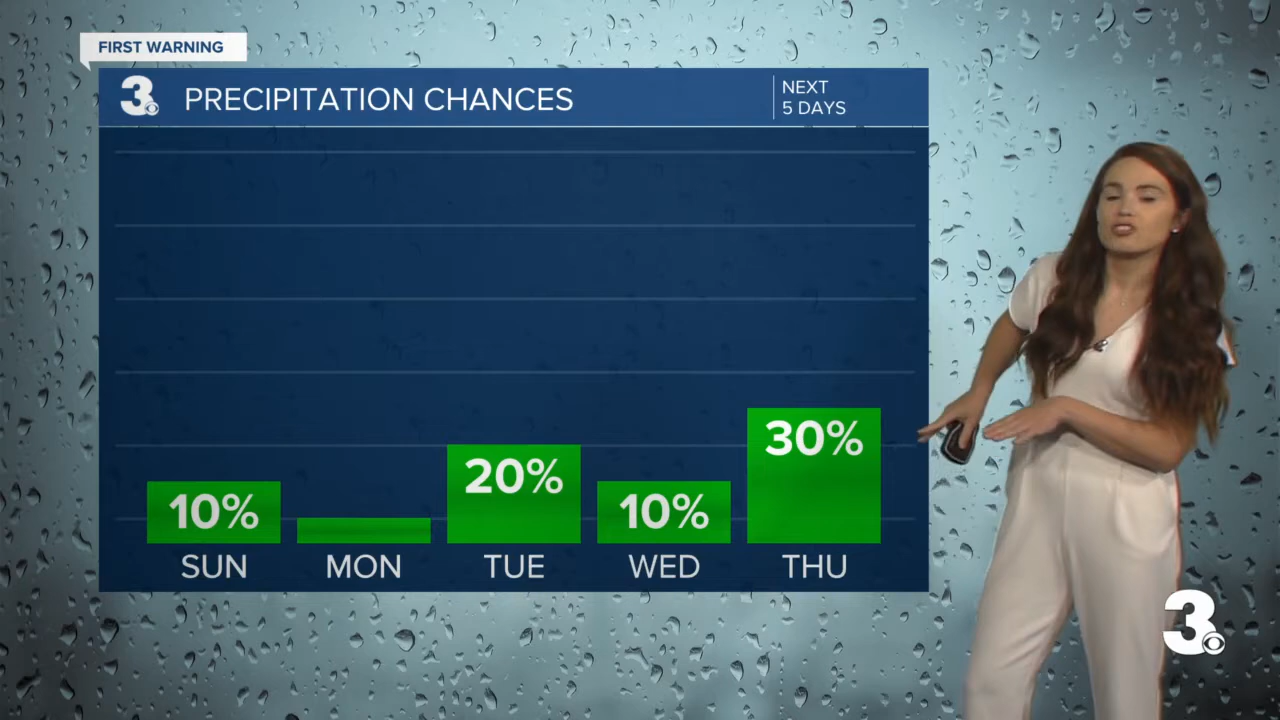 FIRST WARNING
3 PRECIPITATION CHANCES
NEXT
5 DAYS
10%
20%
10%
30%
SUN
MON
TUE
WED
THU
3